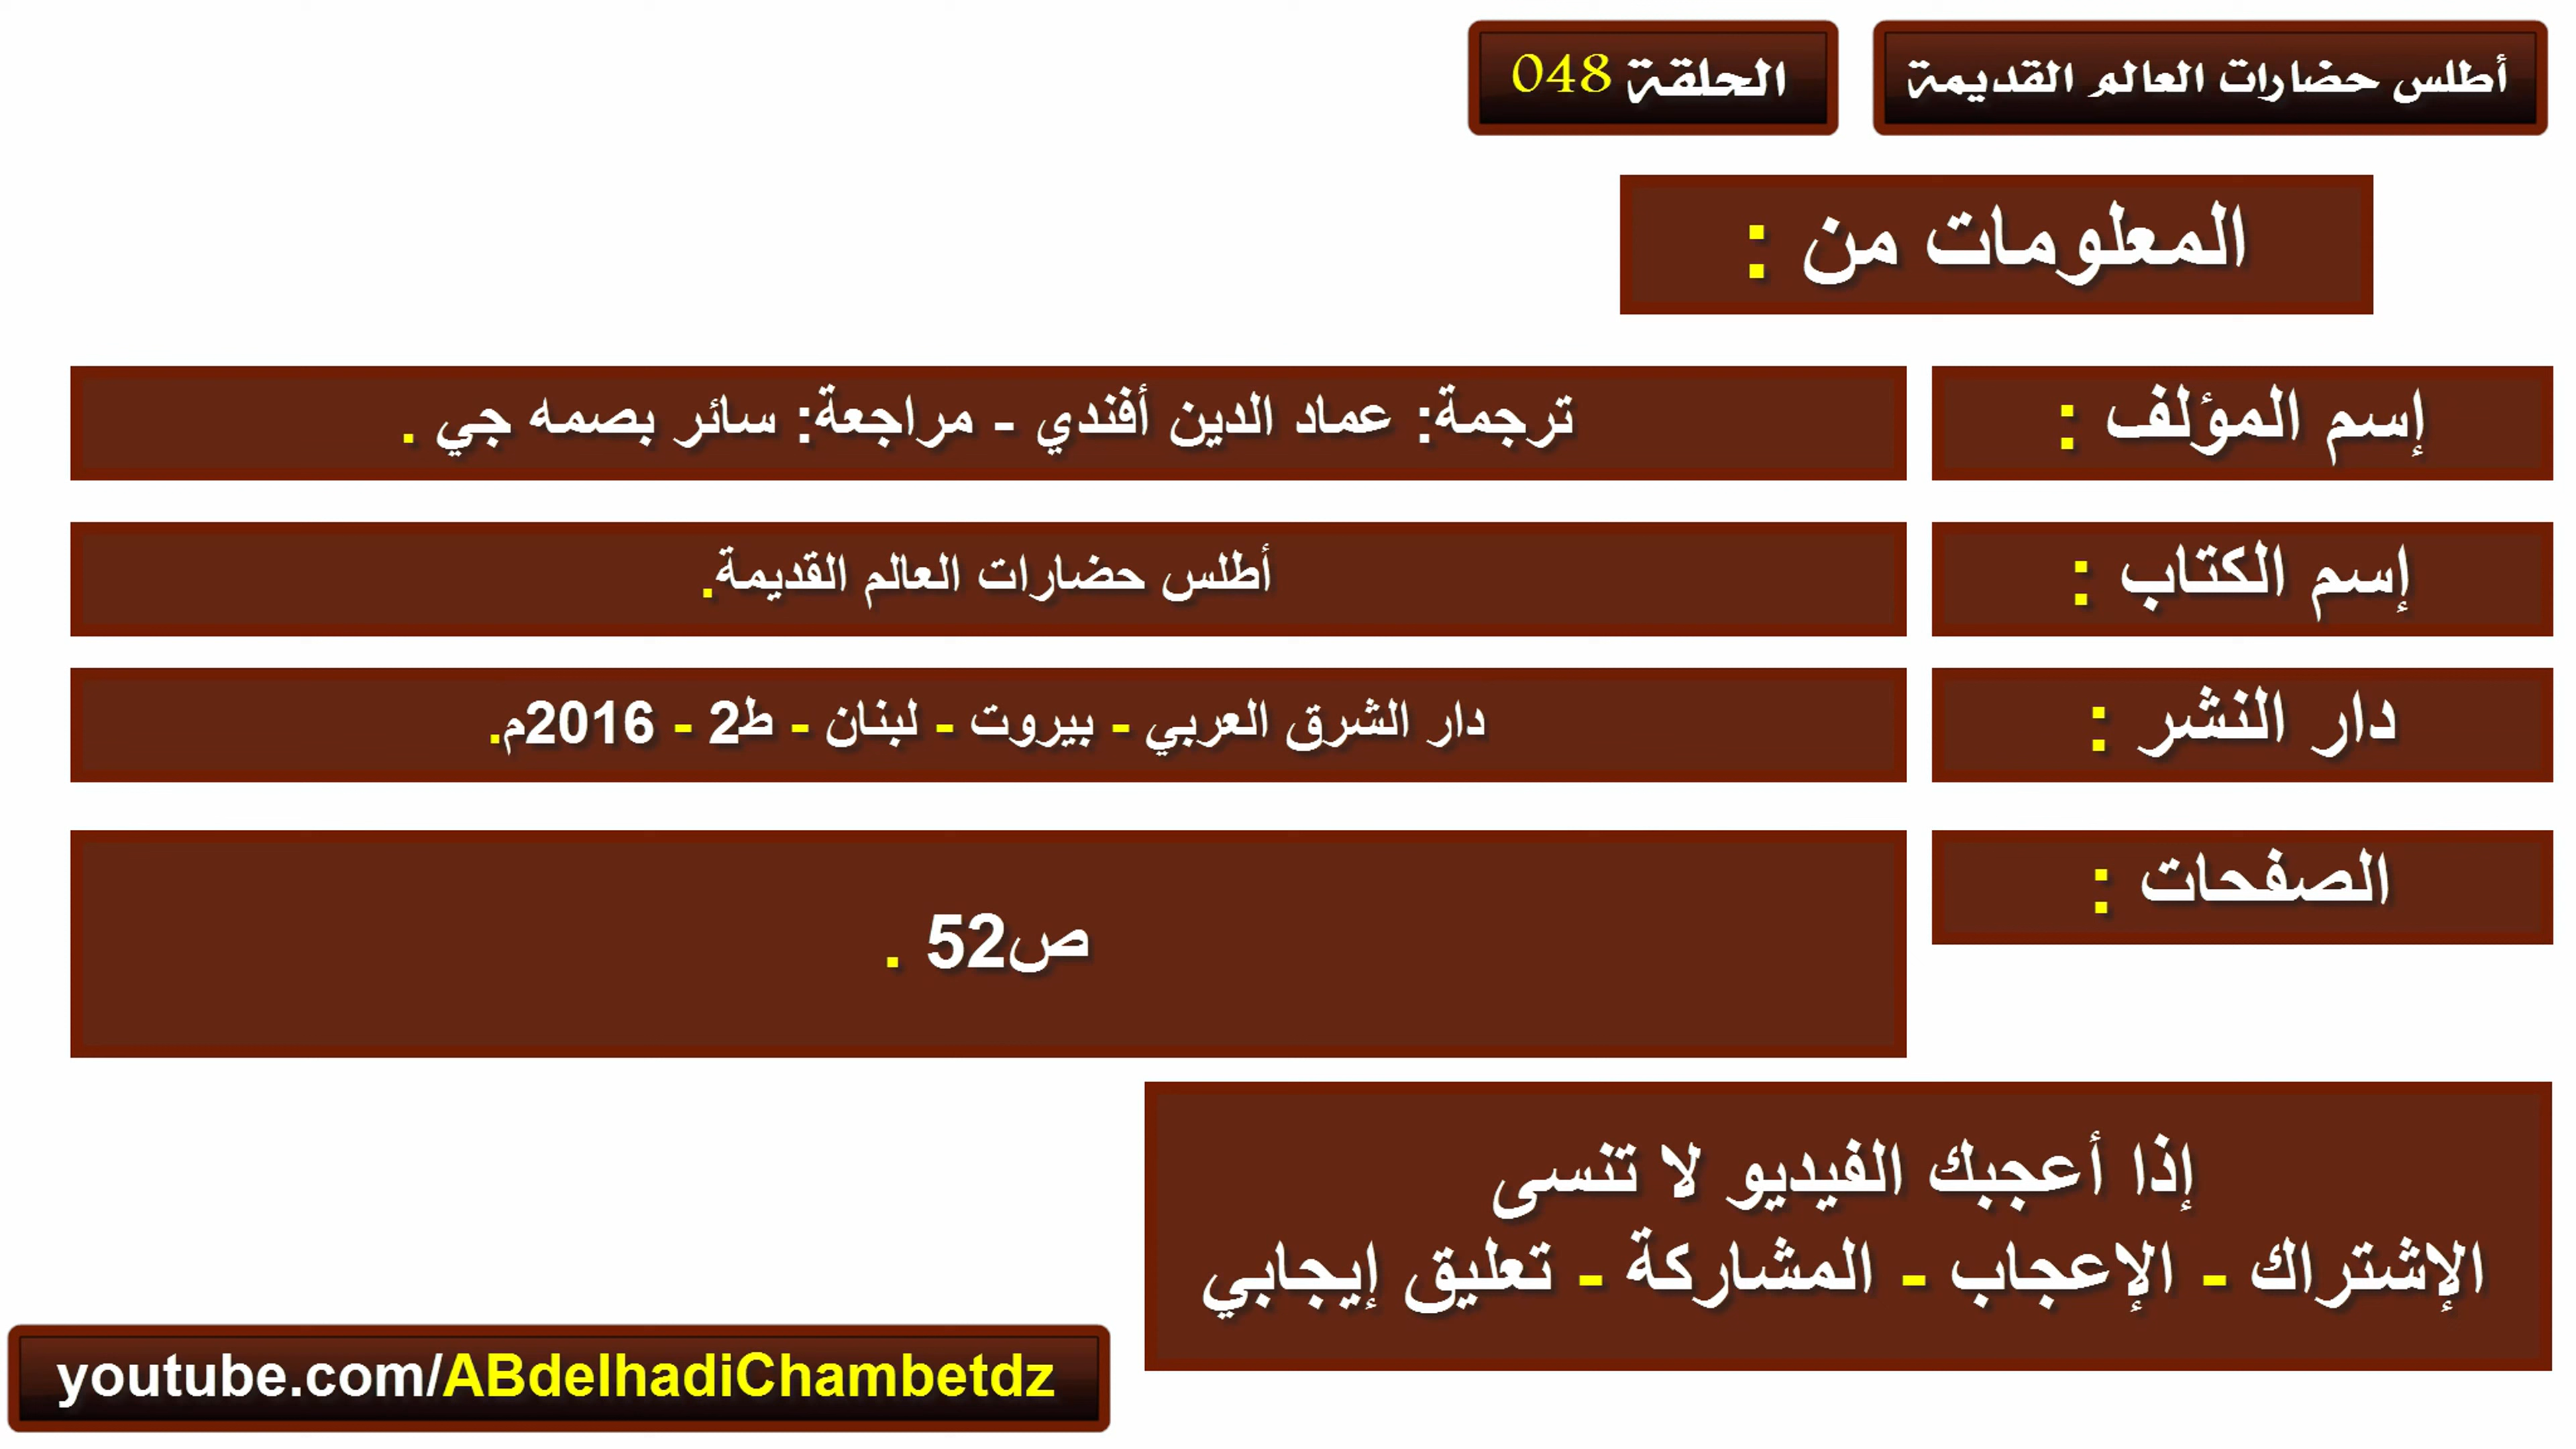 أطلس حضارات العالم القديمة
الحلقة 048
المعلومات من :
إسم المؤلف :
ترجمة: عماد الدين أفندي - مراجعة: سائر بصمه جي .
إسم الكتاب :
أطلس حضارات العالم القديمة.
دار النشر :
دار الشرق العربي - بيروت - لبنان - ط2 - 2016م.
الصفحات :
ص52 .
إذا أعجبك الفيديو لا تنسى
الإشتراك - الإعجاب - المشاركة - تعليق إيجابي
youtube.com/ABdelhadiChambetdz